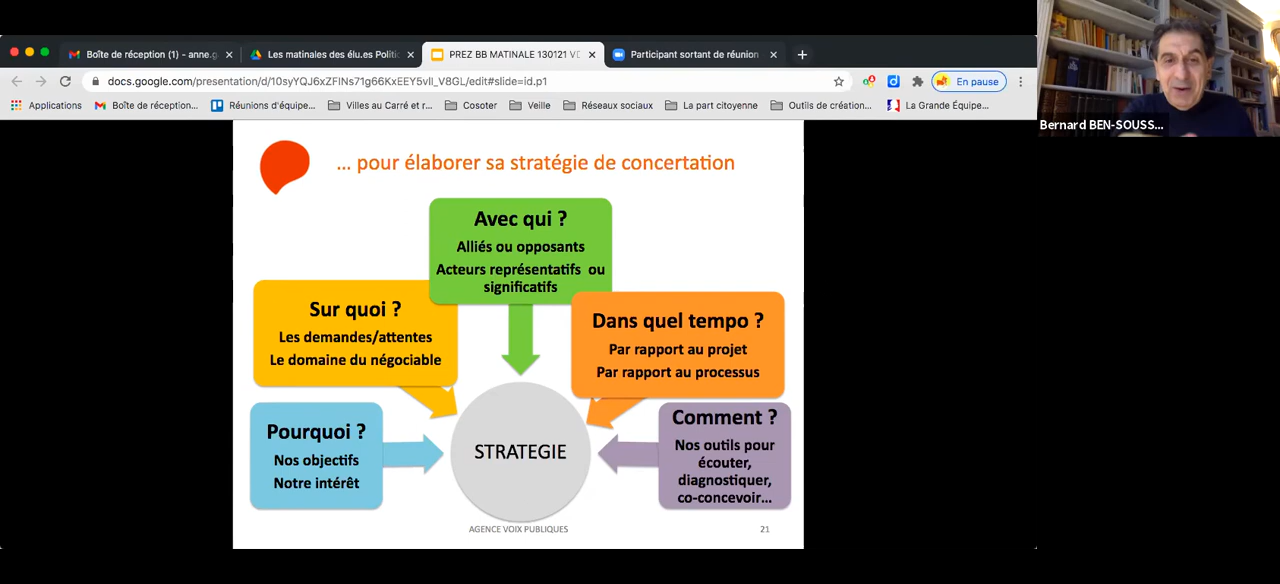 Boîte de réception (1) - anne.g
Les matinales des élu.es Politi
PREZ BB MATINALE 130121 VD
Participant sortant de réunion
docs.google.com/presentation/d/10syYQJ6xZFINs71g66KxEEY5vll_V8GL/edit#slide=id.p1
En pause
Applications
Boîte de réception...
Réunions d'équipe...
Villes au Carré et r...
Cosoter
Veille
Réseaux sociaux
La part citoyenne
Outils de création...
La Grande Équipe...
Bernard BEN-SOUSS...
... pour élaborer sa stratégie de concertation
Avec qui ?
Alliés ou opposants
Acteurs représentatifs ou
significatifs
Sur quoi ?
Les demandes/attentes
Le domaine du négociable
Dans quel tempo ?
Par rapport au projet
Par rapport au processus
Pourquoi ?
Nos objectifs
Notre intérêt
STRATEGIE
Comment ?
Nos outils pour
écouter,
diagnostiquer,
co-concevoir...
AGENCE VOIX PUBLIQUES
21